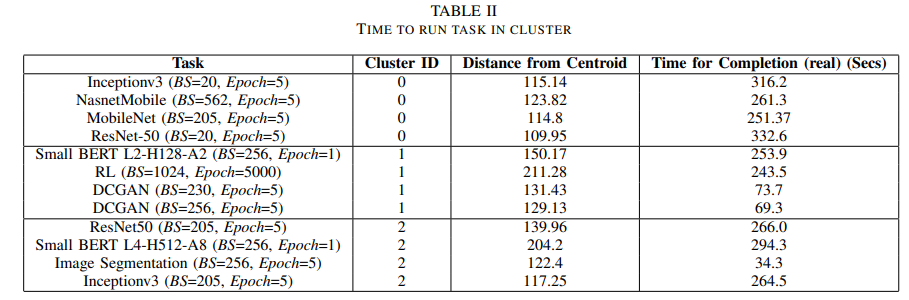 TABLE II
TIME TO RUN TASK IN CLUSTER
Task Cluster ID Distance from Centroid Time for Completion (real) (Secs)
Inceptionv3 (BS=20, Epoch=5) 0 115.14 316.2
NasnetMobile (BS=562, Epoch=5) 0 123.82 261.3
MobileNet (BS=205, Epoch=5) 0 114.8 251.37
ResNet-50 (BS=20, Epoch=5) 0 109.95 332.6
Small BERT L2-H128-A2 (BS=256, Epoch=1) 1 150.17 253.9
RL (BS=1024, Epoch=5000) 1 211.28 243.5
DCGAN (BS=230, Epoch=5) 1 131.43 73.7
DCGAN (BS=256, Epoch=5) 1 129.13 69.3
ResNet50 (BS=205, Epoch=5) 2 139.96 266.0
Small BERT L4-H512-A8 (BS=256, Epoch=1) 2 204.2 294.3
Image Segmentation (BS=256, Epoch=5) 2 122.4 34.3
Inceptionv3 (BS=205, Epoch=5) 2 117.25 264.5